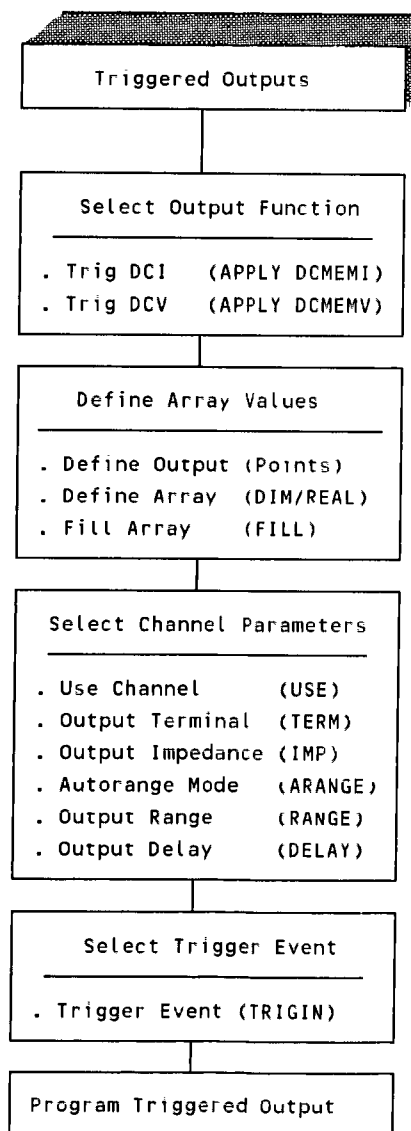 Triggered Outputs
Select Output Function
. Trig DCI (APPLY DCMEMI)
. Trig DCV (APPLY DCMEMV)
Define Array Values
. Define Output (Points)
. Define Array (DIM/REAL)
. Fill Array (FILL)
Select Channel Parameters
. Use Channel (USE)
. Output Terminal (TERM)
. Output Impedance (IMP)
. Autorange Mode (ARANGE)
. Output Range (RANGE)
. Output Delay (DELAY)
Select Trigger Event
. Trigger Event (TRIGIN)
Program Triggered Output